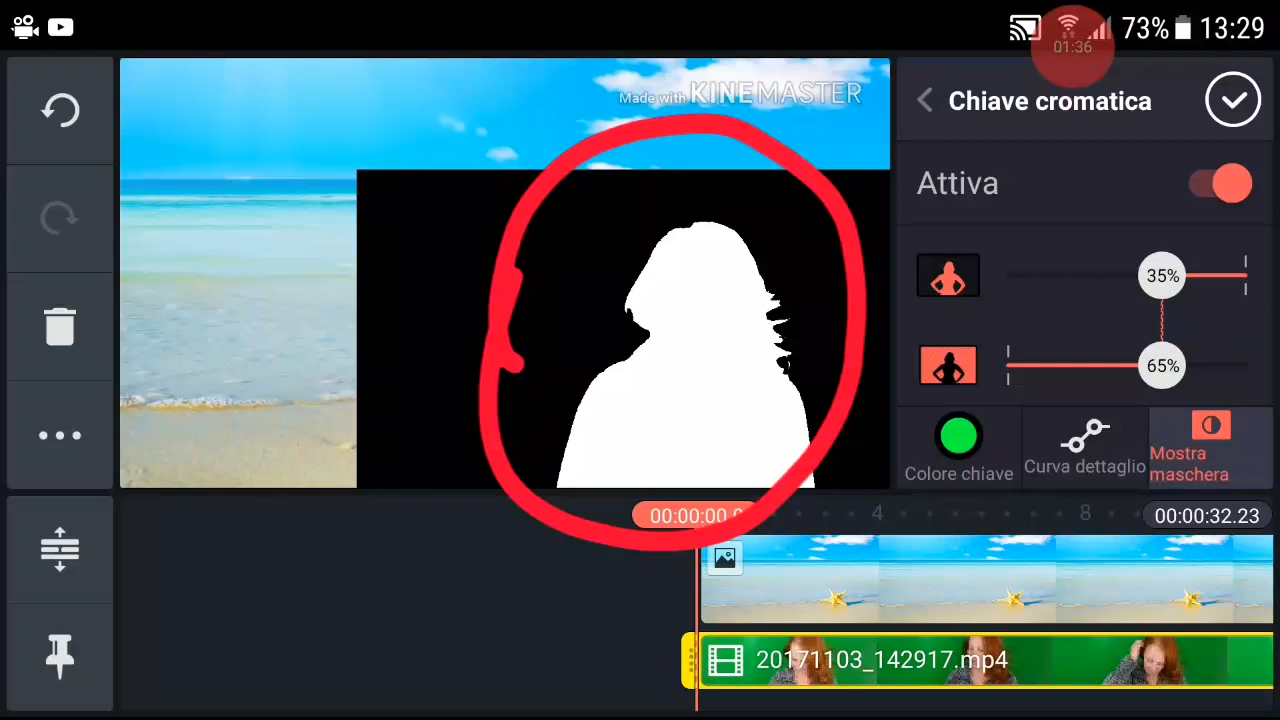 73% 13:29
01:36
Made with KINEMASTER
Chiave cromatica
Attiva
35%
65%
Colore chiave
Curva dettaglio
Mostra
maschera
00:00:00.0
4
8
00:00:32.23
20171103_142917.mp4